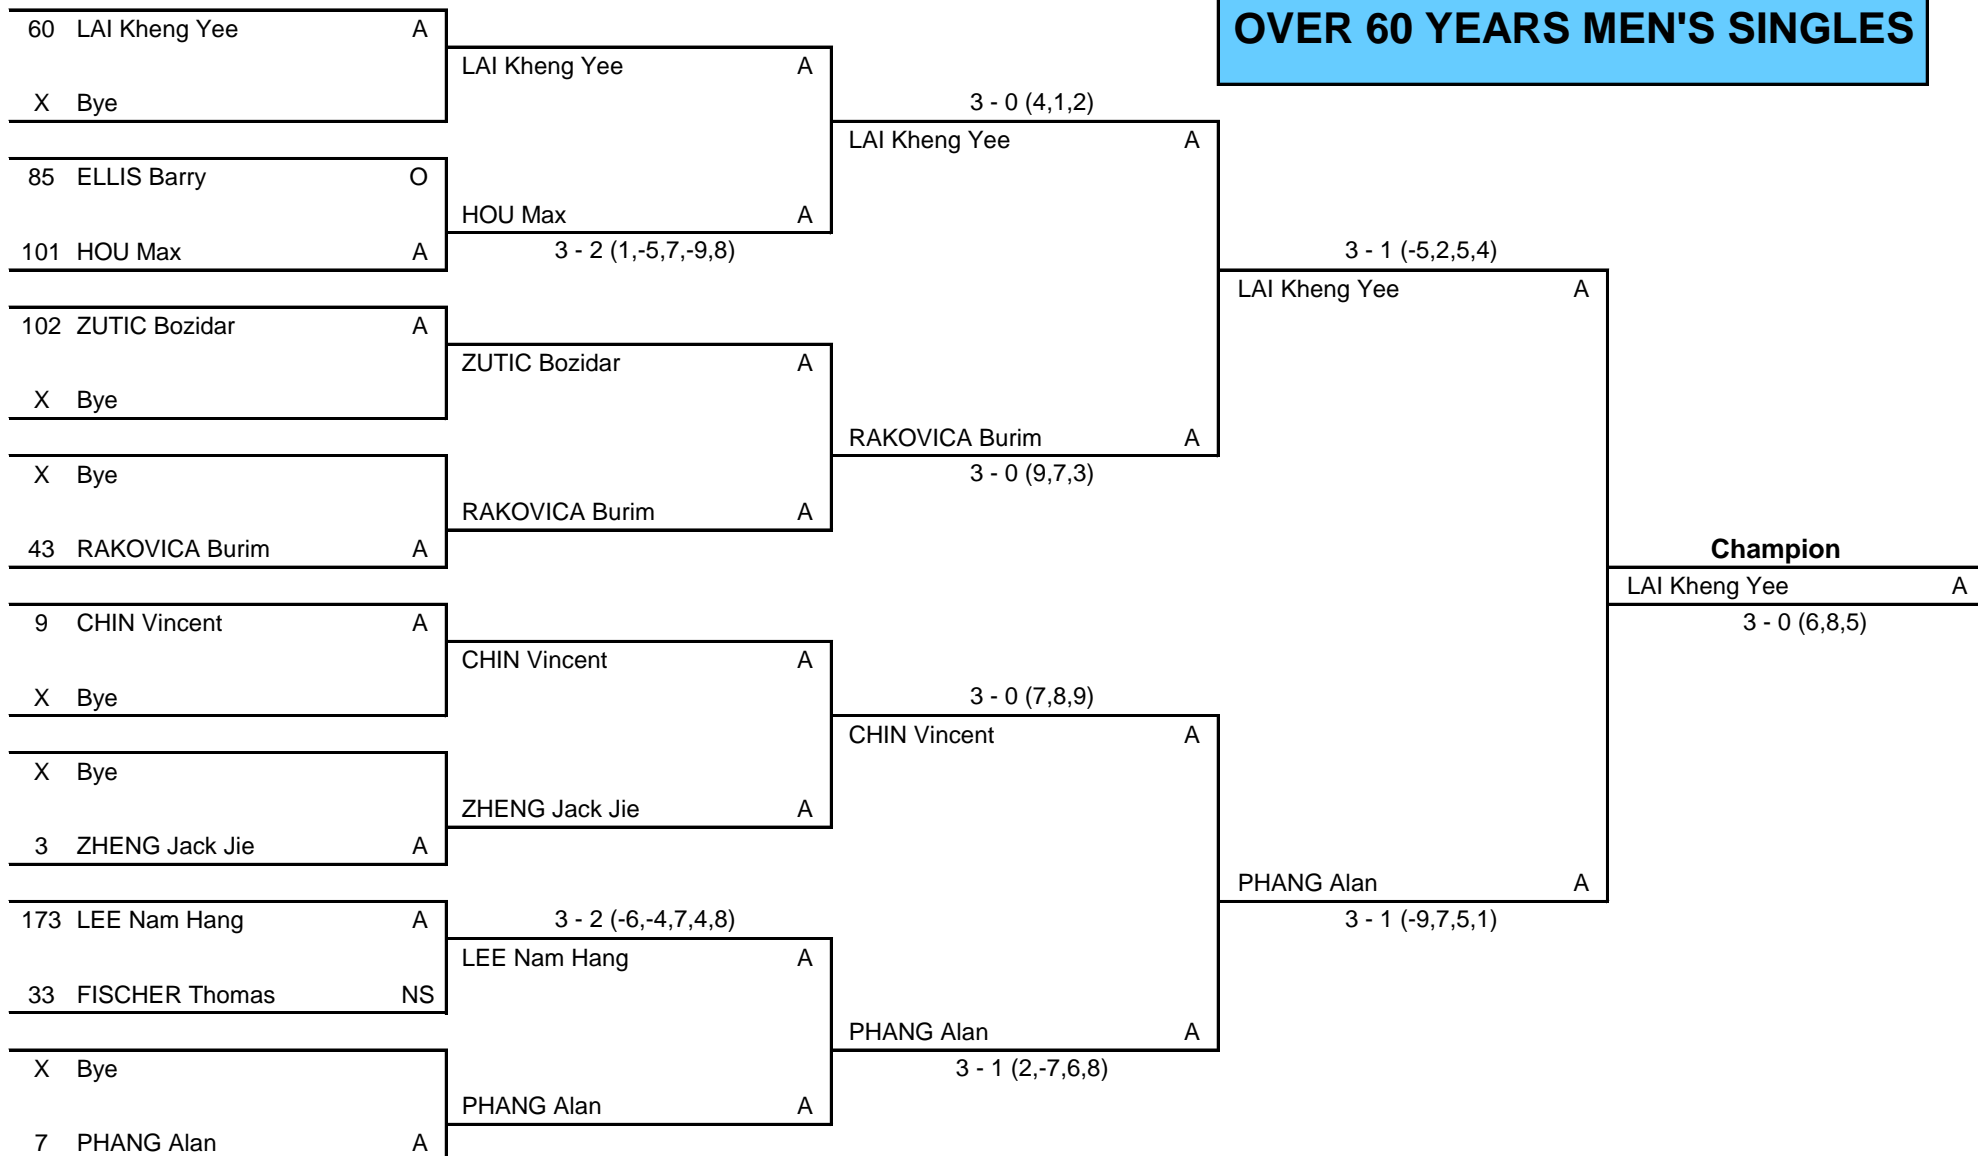 OVER 60 YEARS MEN'S SINGLES
60 LAI Kheng Yee A
LAI Kheng Yee A
X Bye
3 - 0 (4,1,2)
LAI Kheng Yee A
85 ELLIS Barry O
HOU Max A
101 HOU Max A
3 - 2 (1,-5,7,-9,8)
3 - 1 (-5,2,5,4)
LAI Kheng Yee A
102 ZUTIC Bozidar A
ZUTIC Bozidar A
X Bye
RAKOVICA Burim A
X Bye
3 - 0 (9,7,3)
RAKOVICA Burim A
43 RAKOVICA Burim A
Champion
LAI Kheng Yee A
9 CHIN Vincent A
3 - 0 (6,8,5)
CHIN Vincent A
X Bye
3 - 0 (7,8,9)
CHIN Vincent A
X Bye
ZHENG Jack Jie A
3 ZHENG Jack Jie A
PHANG Alan A
173 LEE Nam Hang A
3 - 2 (-6,-4,7,4,8)
3 - 1 (-9,7,5,1)
LEE Nam Hang A
33 FISCHER Thomas NS
PHANG Alan A
X Bye
3 - 1 (2,-7,6,8)
PHANG Alan A
7 PHANG Alan A